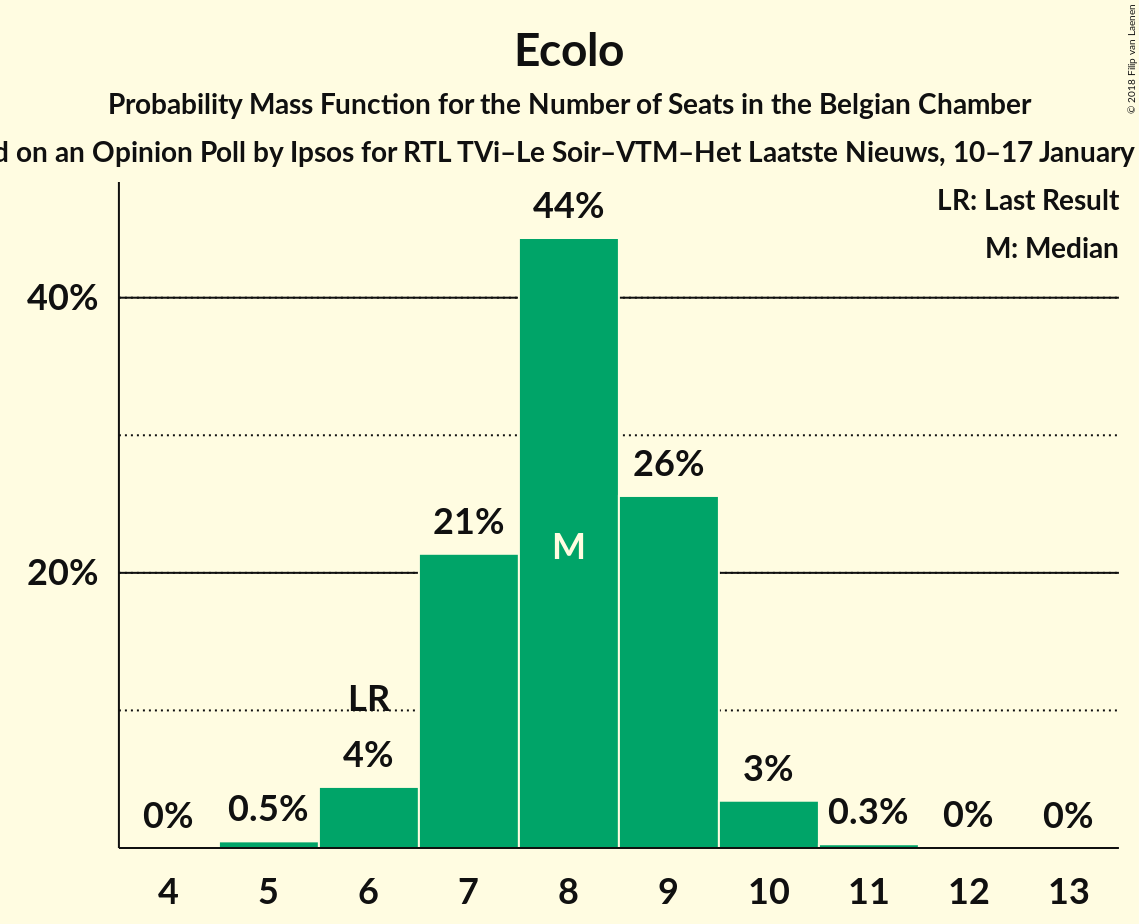 Ecolo
Probability Mass Function for the Number of Seats in the Belgian Chamber
on an Opinion Poll by Ipsos for RTL TVi–Le Soir–VTM–Het Laatste Nieuws, 10–17 January
© 2018 Filip van Laenen
LR: Last Result
M: Median
44%
40%
26%
21%
M
20%
LR
4%
3%
0% 0.5% 0.3% 0% 0%
4 5 6 7 8 9 10 11 12 13